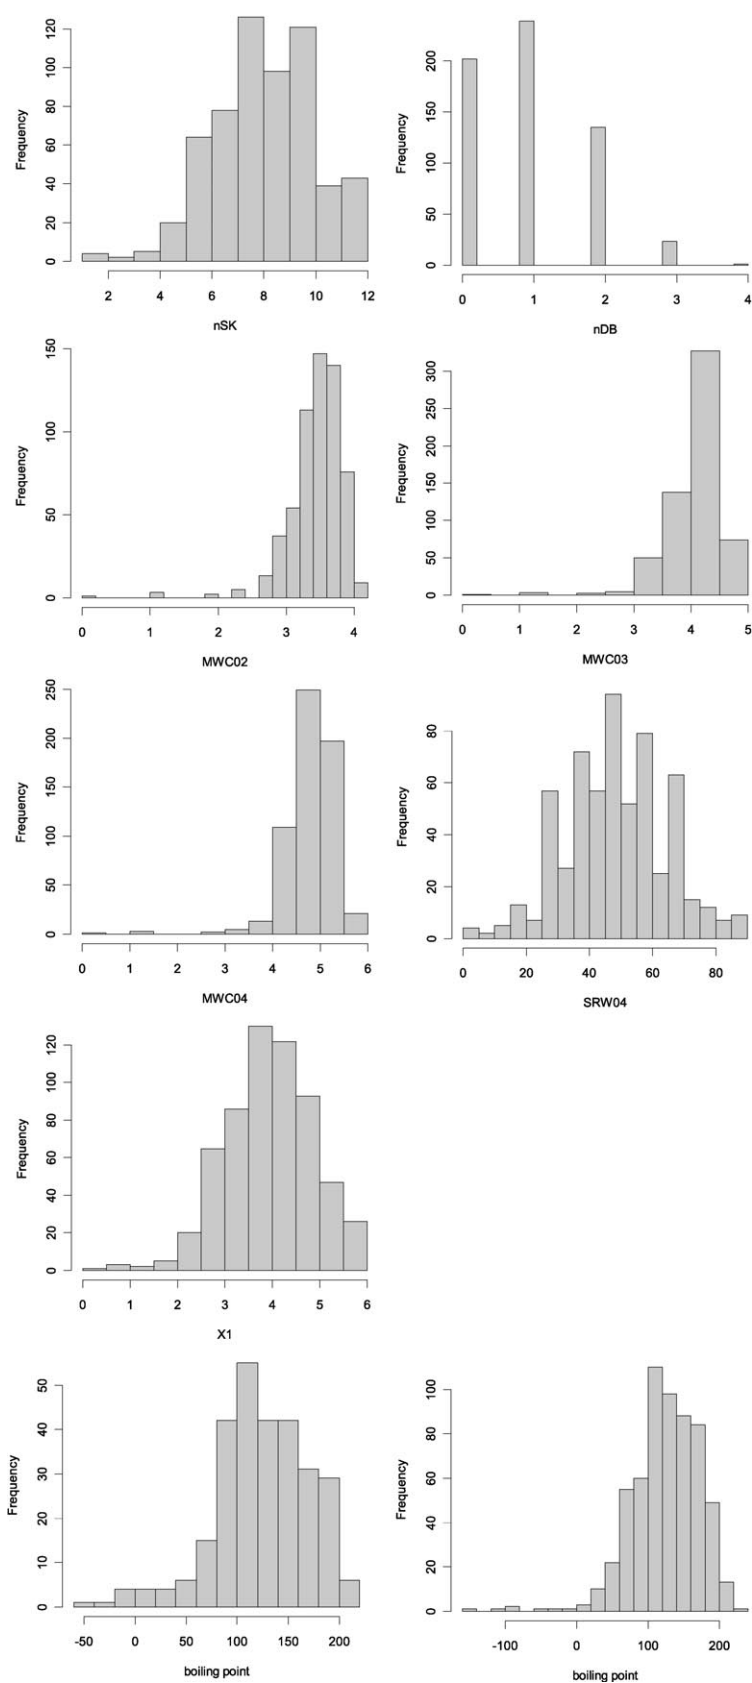 Frequency
0 20 40 60 80 100 120
2 4 6 8 10 12
nSK
Frequency
0 50 100 150 200
0 1 2 3 4
nDB
Frequency
0 50 100 150
0 1 2 3 4
MWC02
Frequency
0 50 100 150 200 250 300
0 1 2 3 4 5
MWC03
Frequency
0 50 100 150 200 250
0 1 2 3 4 5 6
MWC04
Frequency
0 20 40 60 80
0 20 40 60 80
SRW04
Frequency
0 20 40 60 80 100 120
0 1 2 3 4 5 6
X1
Frequency
0 10 20 30 40 50
-50 0 50 100 150 200
boiling point
Frequency
0 20 40 60 80 100
-100 0 100 200
boiling point